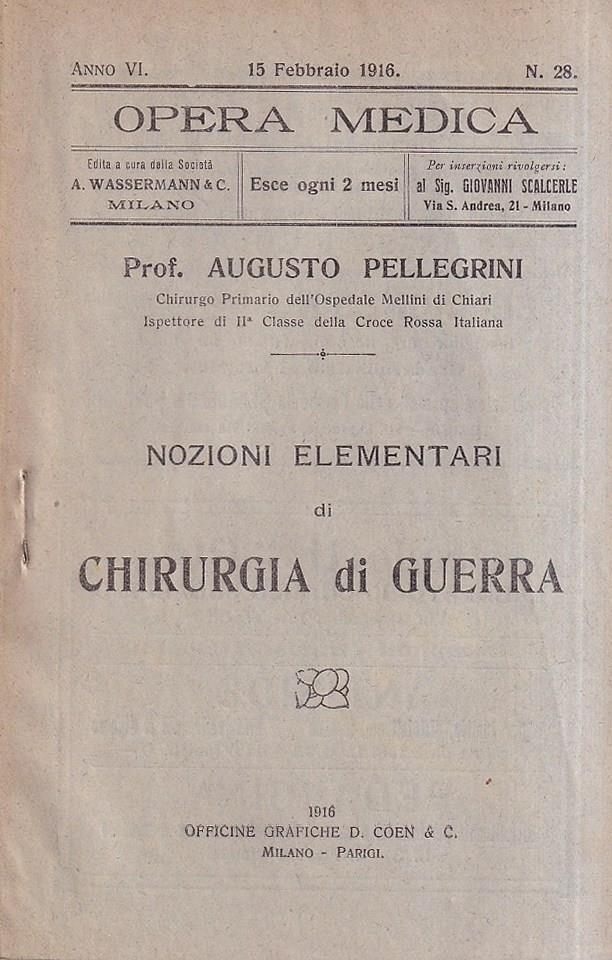 ANNO VI.
15 Febbraio 1916.
N. 28.
OPERA MEDICA
Edita a cura della Società
A. WASSERMANN & C.
MILANO
Esce ogni 2 mesi
Per inserzioni rivolgersi :
al Sig. GIOVANNI SCALCERLE
Via S. Andrea, 21 - Milano
Prof. AUGUSTO PELLEGRINI
Chirurgo Primario dell'Ospedale Mellini di Chiari
Ispettore di IIª Classe della Croce Rossa Italiana
NOZIONI ELEMENTARI
di
CHIRURGIA di GUERRA
1916
OFFICINE GRAFICHE D. COEN & C.
MILANO - PARIGI.